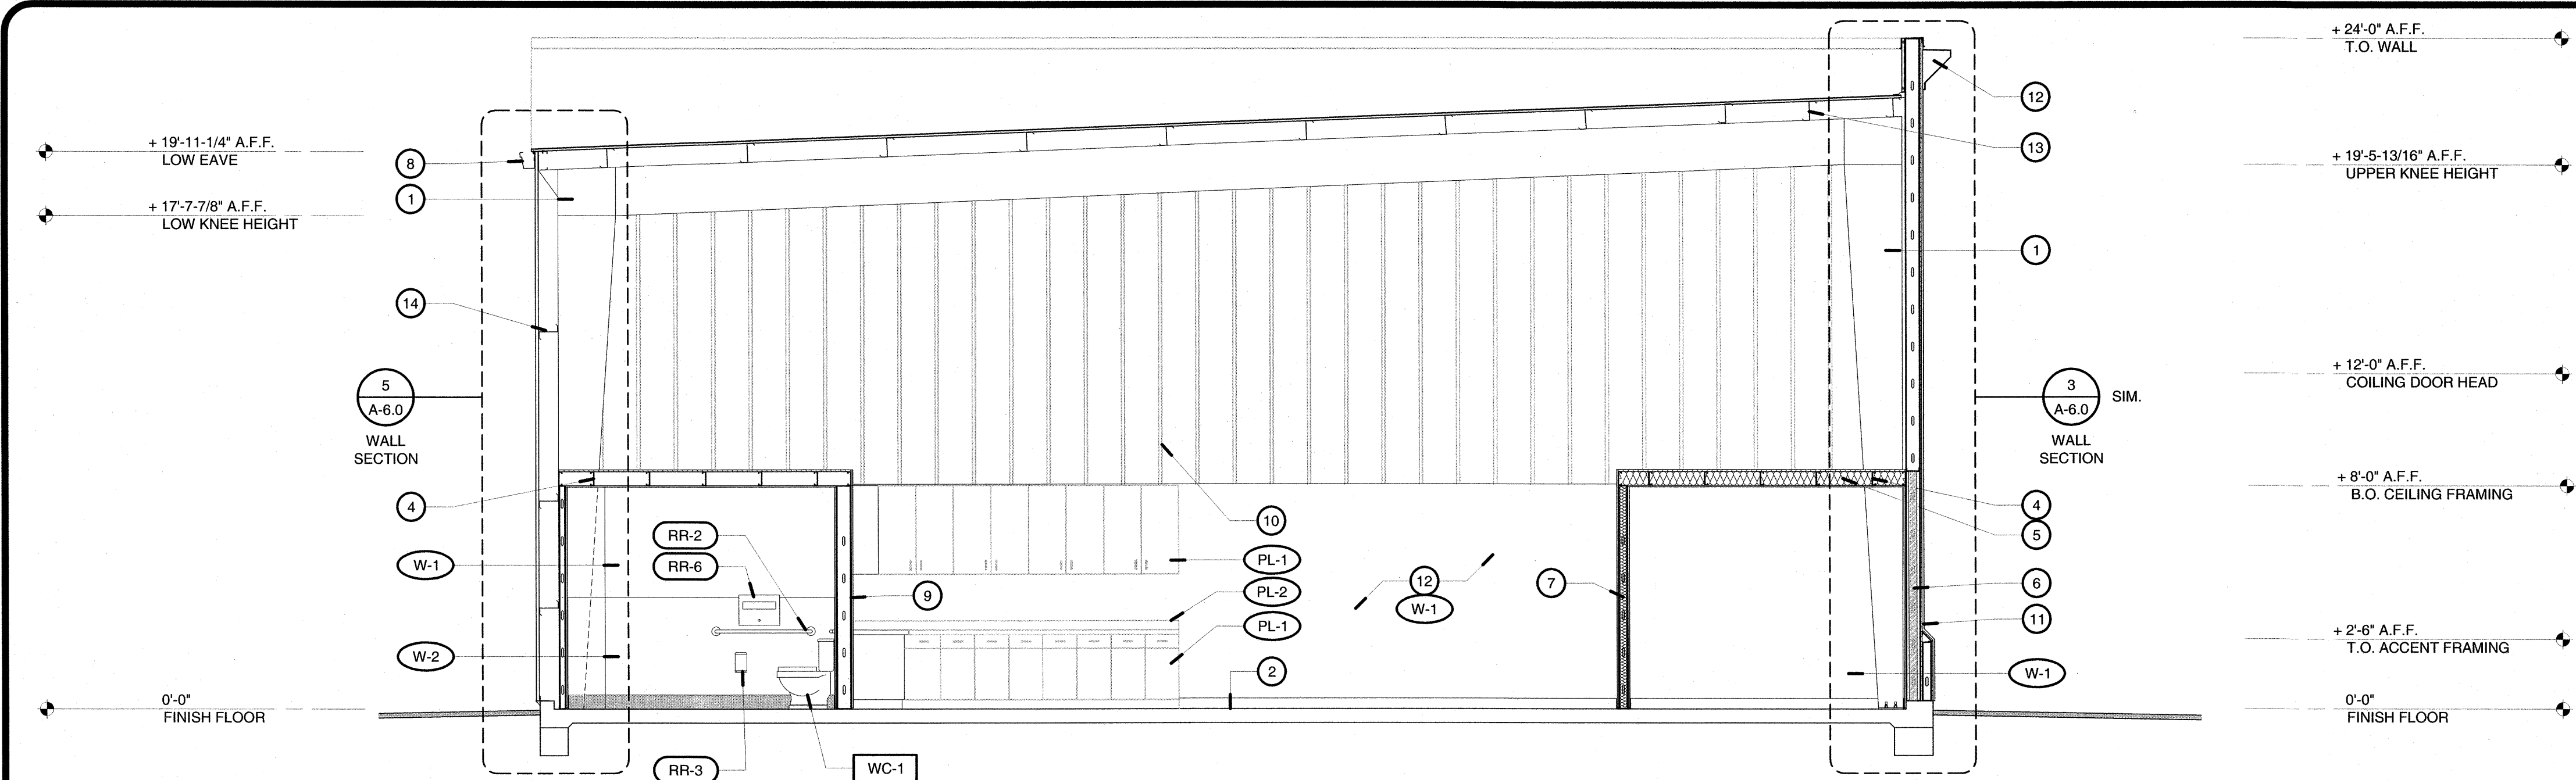 + 24'-0" A.F.F.
T.O. WALL
12
+ 19'-11-1/4" A.F.F.
LOW EAVE
8
13
+ 19'-5-13/16" A.F.F.
UPPER KNEE HEIGHT
1
+ 17'-7-7/8" A.F.F.
LOW KNEE HEIGHT
1
14
5
A-6.0
WALL
SECTION
3
A-6.0
SIM.
WALL
SECTION
+ 12'-0" A.F.F.
COILING DOOR HEAD
+ 8'-0" A.F.F.
B.O. CEILING FRAMING
4
10
4
5
RR-2
RR-6
W-1
PL-1
9
PL-2
12
W-1
7
6
PL-1
11
W-2
2
+ 2'-6" A.F.F.
T.O. ACCENT FRAMING
W-1
0'-0"
FINISH FLOOR
0'-0"
FINISH FLOOR
RR-3
WC-1